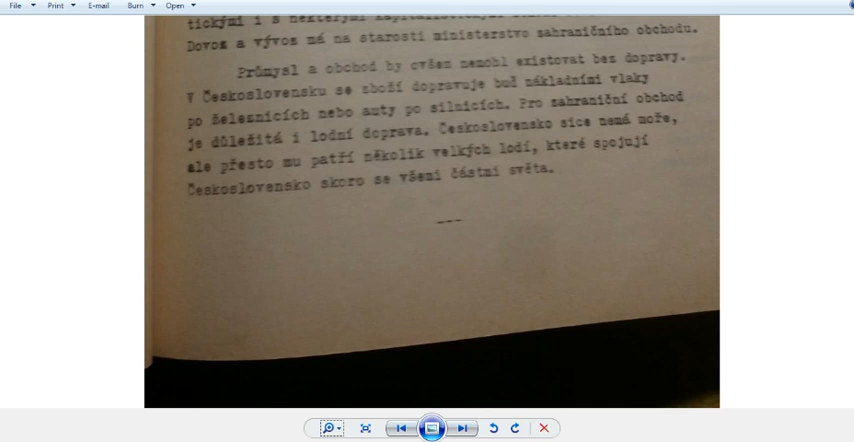 File Print E-mail Burn Open
tickými i s některými kapitalistickými
Dovoz a vývoz má na starosti ministerstvo zahraničního obchodu.
Průmysl a obchod by ovšem nemohl existovat bez dopravy.
V Československu se zboží dopravuje buď nákladními vlaky
po železnicích nebo auty po silnicích. Pro zahraniční obchod
je důležitá i lodní doprava. Československo sice nemá moře,
ale přesto mu patří několik velkých lodí, které spojují
Československo skoro se všemi částmi světa.
---